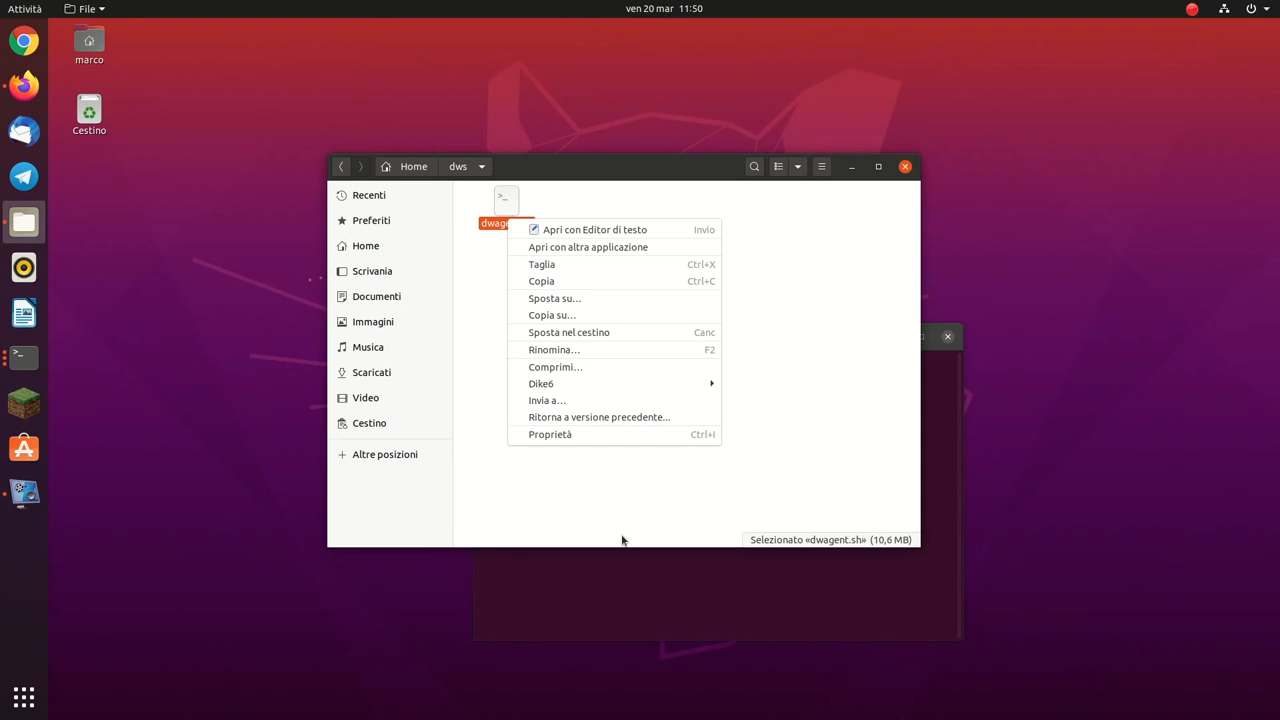 Attività
File
ven 20 mar 11:50
marco
Cestino
Home
dws
Recenti
Preferiti
Home
Scrivania
Documenti
Immagini
Musica
Scaricati
Video
Cestino
Altre posizioni
Apri con Editor di testo Invio
Apri con altra applicazione
Taglia Ctrl+X
Copia Ctrl+C
Sposta su…
Copia su…
Sposta nel cestino Canc
Rinomina… F2
Comprimi…
Dike6
Invia a…
Ritorna a versione precedente...
Proprietà Ctrl+I
Selezionato «dwagent.sh» (10,6 MB)